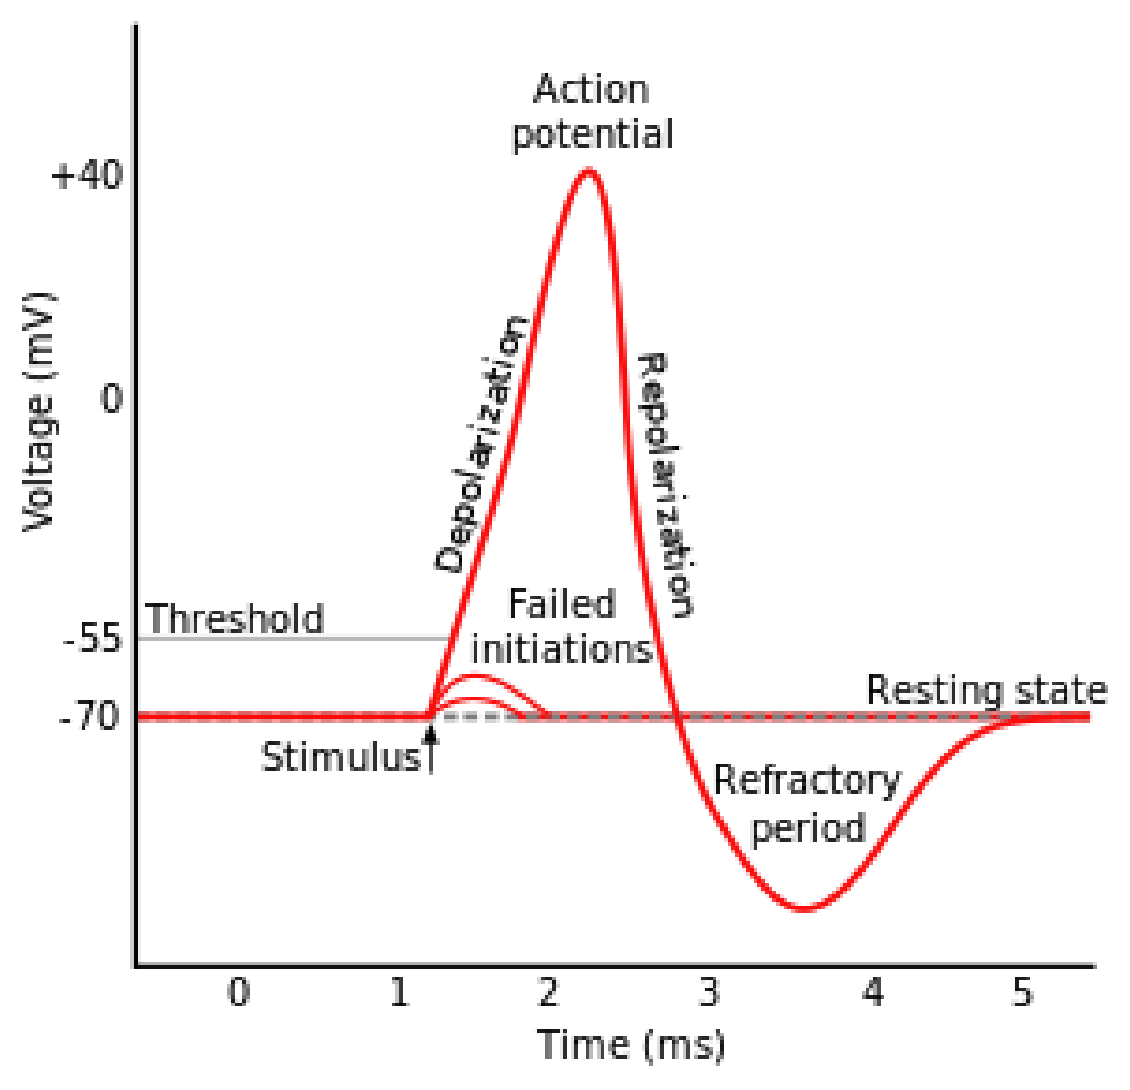 Action
potential
+40
Voltage (mV)
0
Depolarization
Repolarization
Failed
initiations
Threshold
-55
Resting state
-70
Stimulus
Refractory
period
0 1 2 3 4 5
Time (ms)